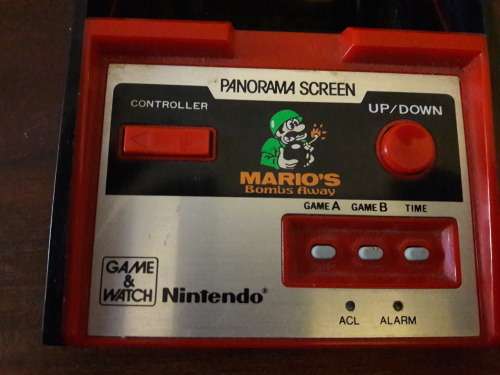 PANORAMA SCREEN
CONTROLLER
UP/DOWN
MARIO'S
Bombs Away
GAME A GAME B TIME
GAME
&
WATCH
Nintendo®
ACL ALARM